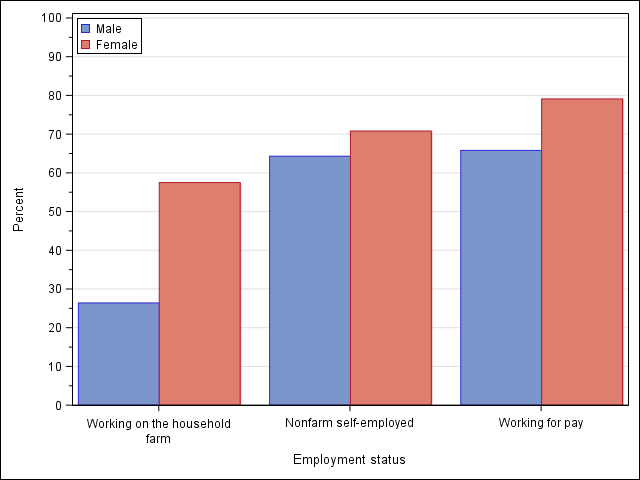 100
90
80
70
60
50
40
30
20
10
0
Male
Female
Percent
Working on the household
farm
Nonfarm self-employed
Working for pay
Employment status